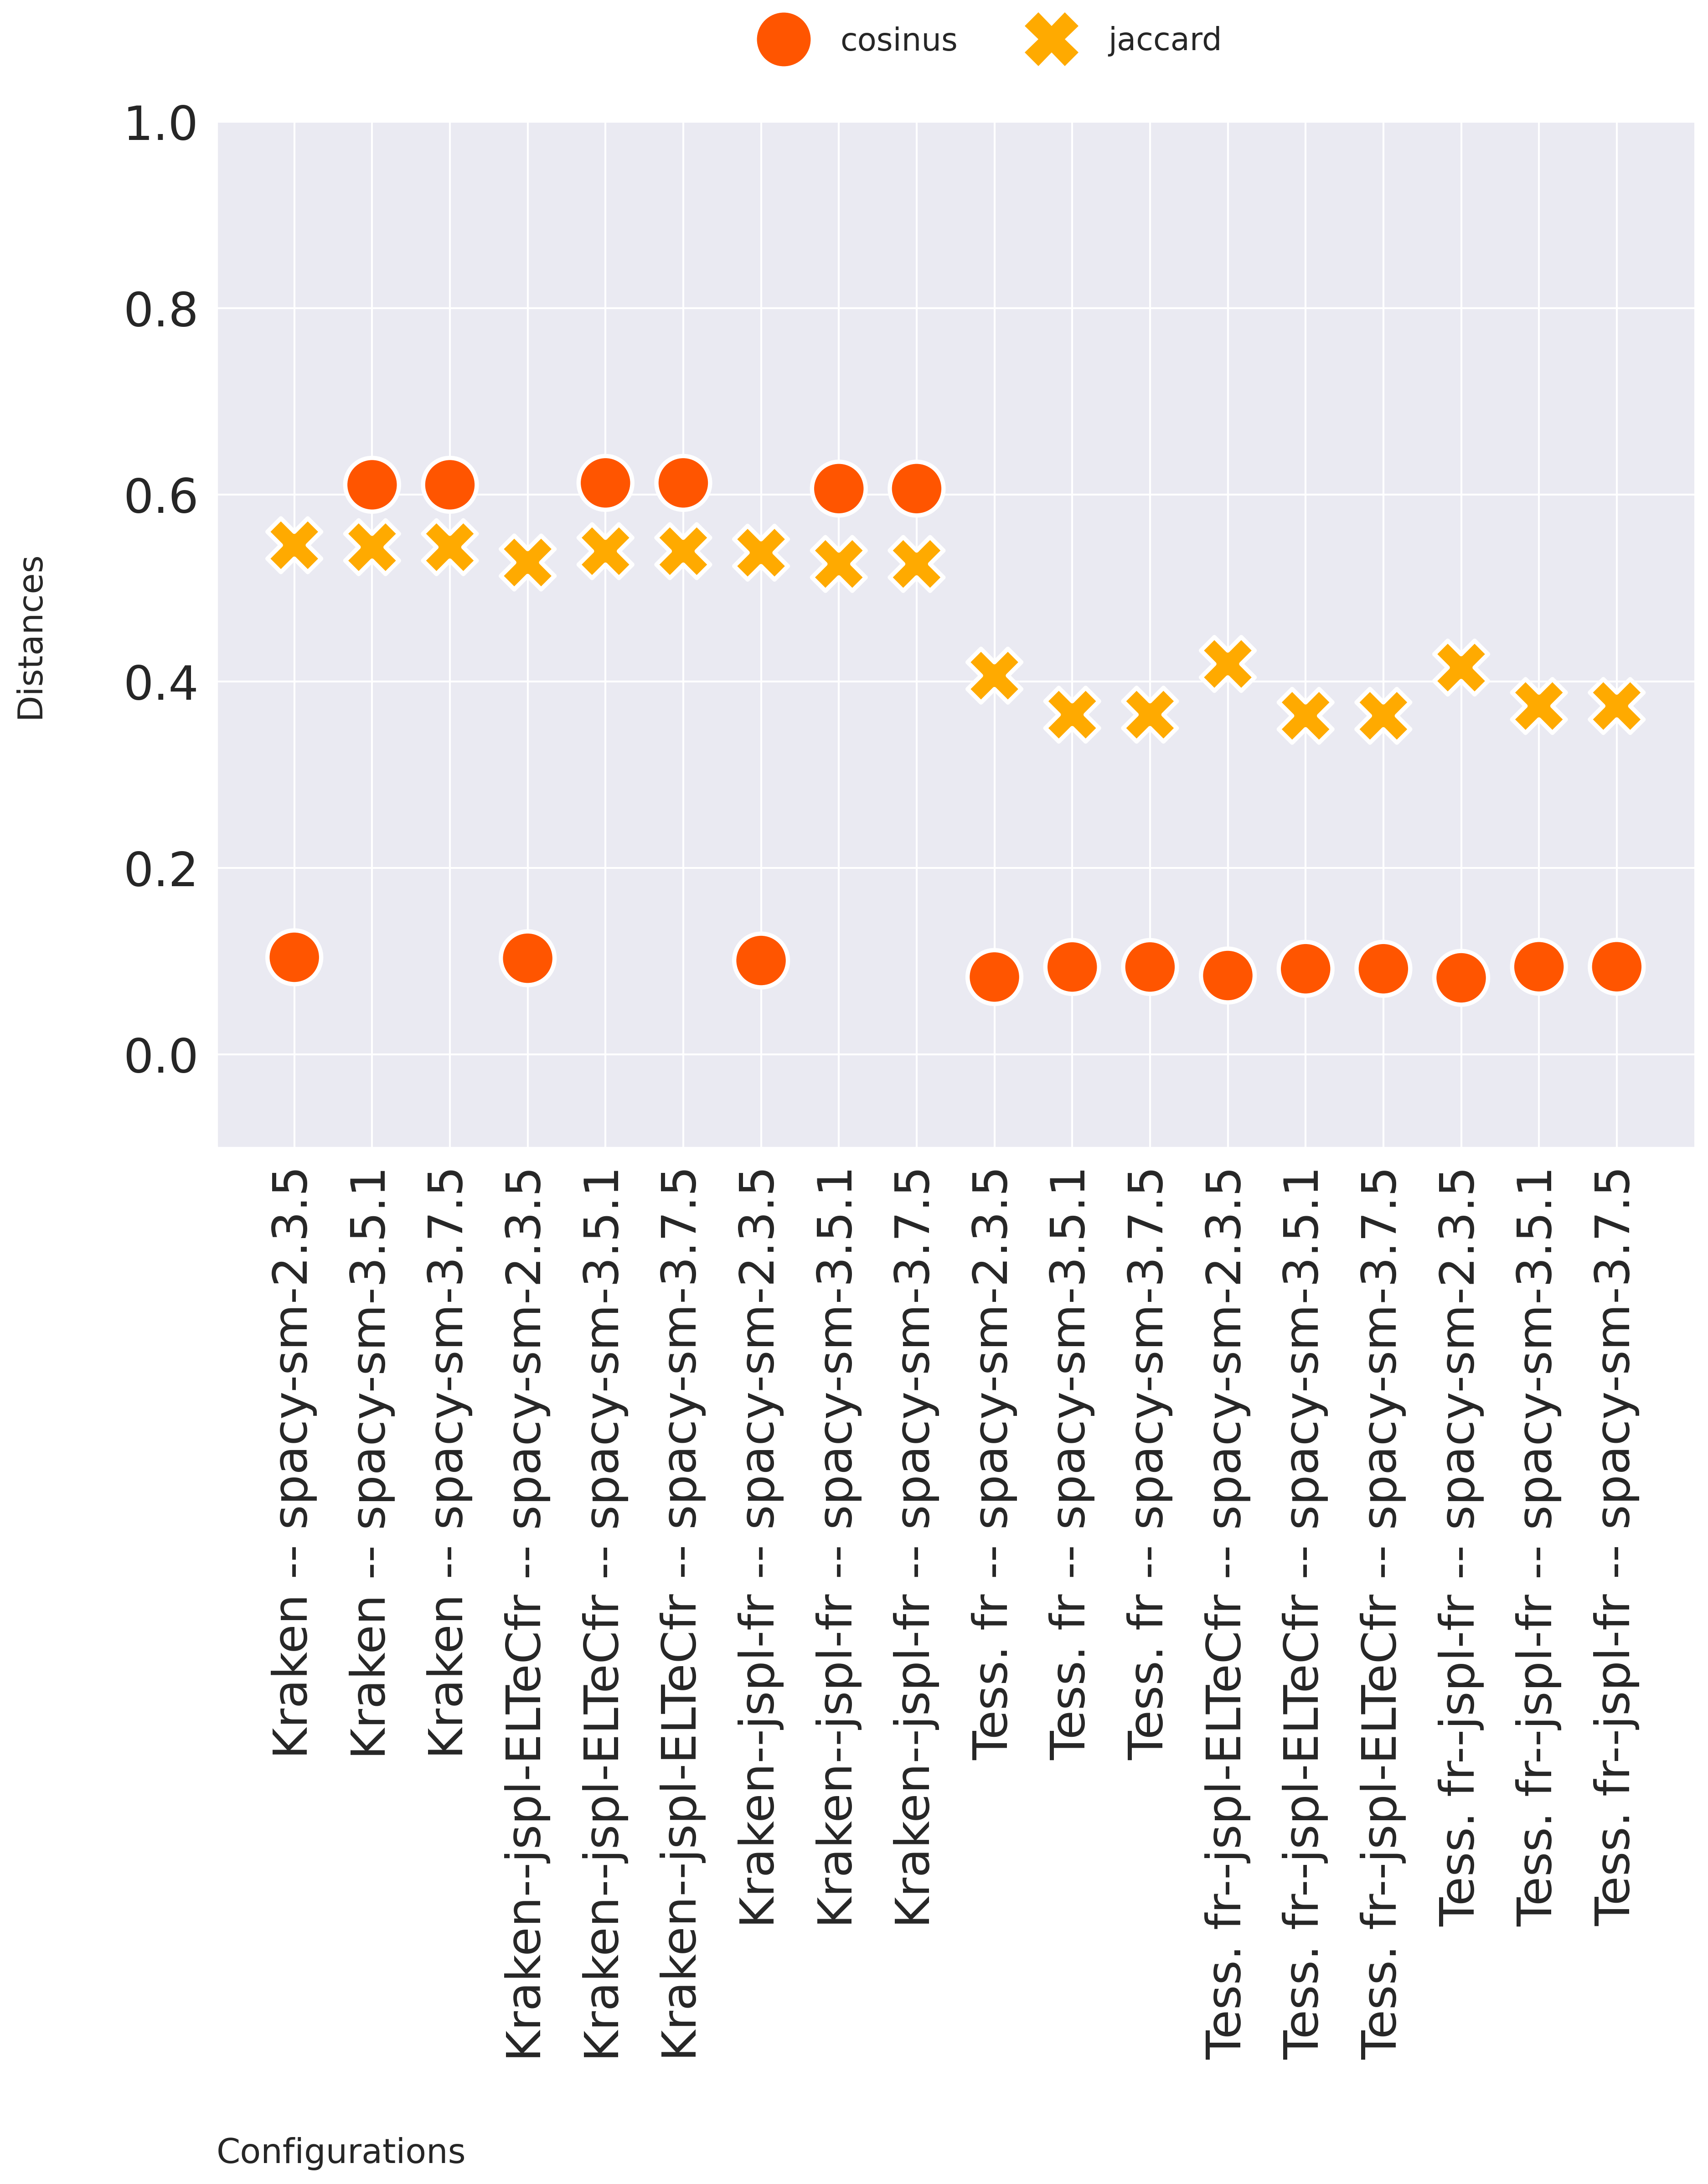 cosinus
jaccard
1.0
0.8
0.6
0.4
0.2
0.0
Distances
Kraken -- spacy-sm-2.3.5
Kraken -- spacy-sm-3.5.1
Kraken -- spacy-sm-3.7.5
Kraken--jspl-ELTeCfr -- spacy-sm-2.3.5
Kraken--jspl-ELTeCfr -- spacy-sm-3.5.1
Kraken--jspl-ELTeCfr -- spacy-sm-3.7.5
Kraken--jspl-fr -- spacy-sm-2.3.5
Kraken--jspl-fr -- spacy-sm-3.5.1
Kraken--jspl-fr -- spacy-sm-3.7.5
Tess. fr -- spacy-sm-2.3.5
Tess. fr -- spacy-sm-3.5.1
Tess. fr -- spacy-sm-3.7.5
Tess. fr--jspl-ELTeCfr -- spacy-sm-2.3.5
Tess. fr--jspl-ELTeCfr -- spacy-sm-3.5.1
Tess. fr--jspl-ELTeCfr -- spacy-sm-3.7.5
Tess. fr--jspl-fr -- spacy-sm-2.3.5
Tess. fr--jspl-fr -- spacy-sm-3.5.1
Tess. fr--jspl-fr -- spacy-sm-3.7.5
Configurations